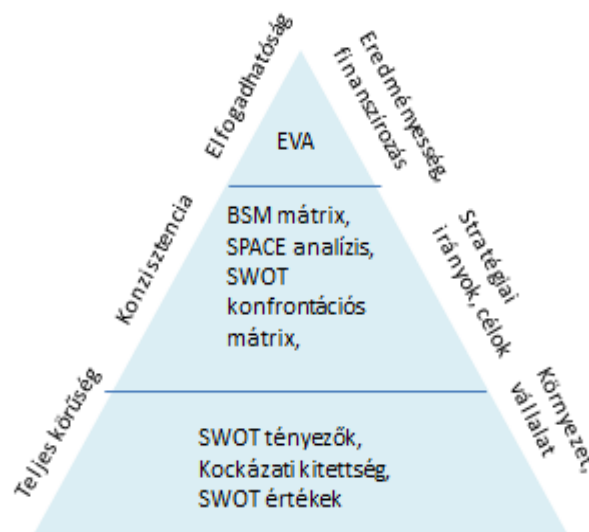 Elfogadhatóság
Eredményesség,
finanszírozás
EVA
Konzisztencia
BSM mátrix,
SPACE analízis,
SWOT
konfrontációs
mátrix,
Stratégiai
irányok, célok
Teljes körűség
SWOT tényezők,
Kockázati kitettség,
SWOT értékek
Környezet,
vállalat